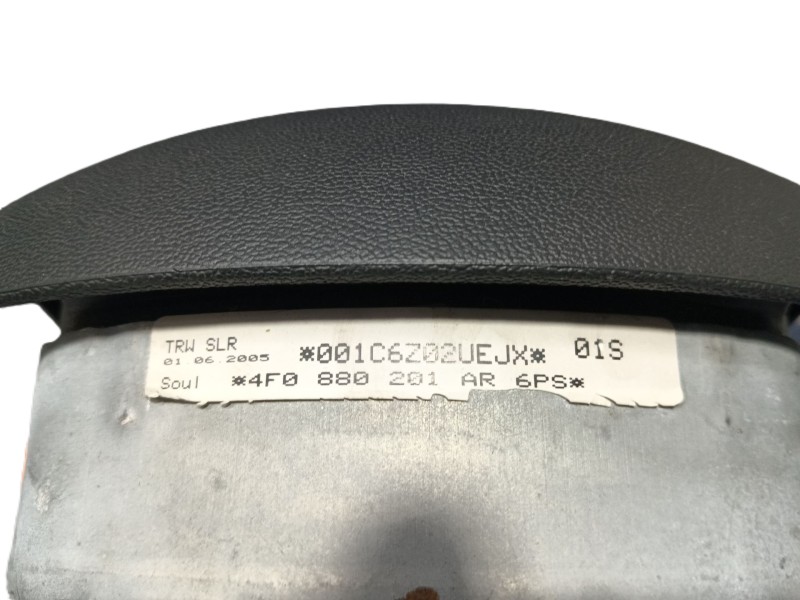 TRW SLR
01.06.2005 *001C6Z02UEJX* 01S
Soul *4F0 880 201 AR 6PS*